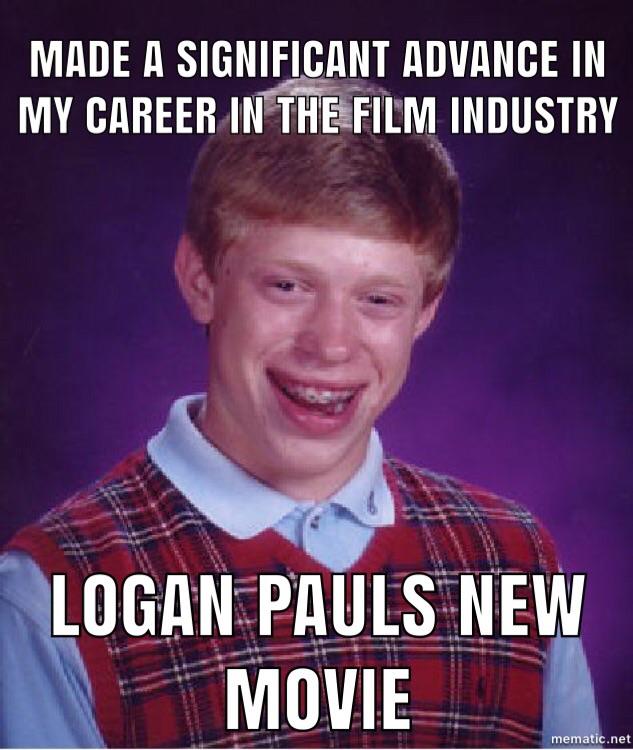 MADE A SIGNIFICANT ADVANCE IN
MY CAREER IN THE FILM INDUSTRY
LOGAN PAULS NEW
MOVIE
mematic.net